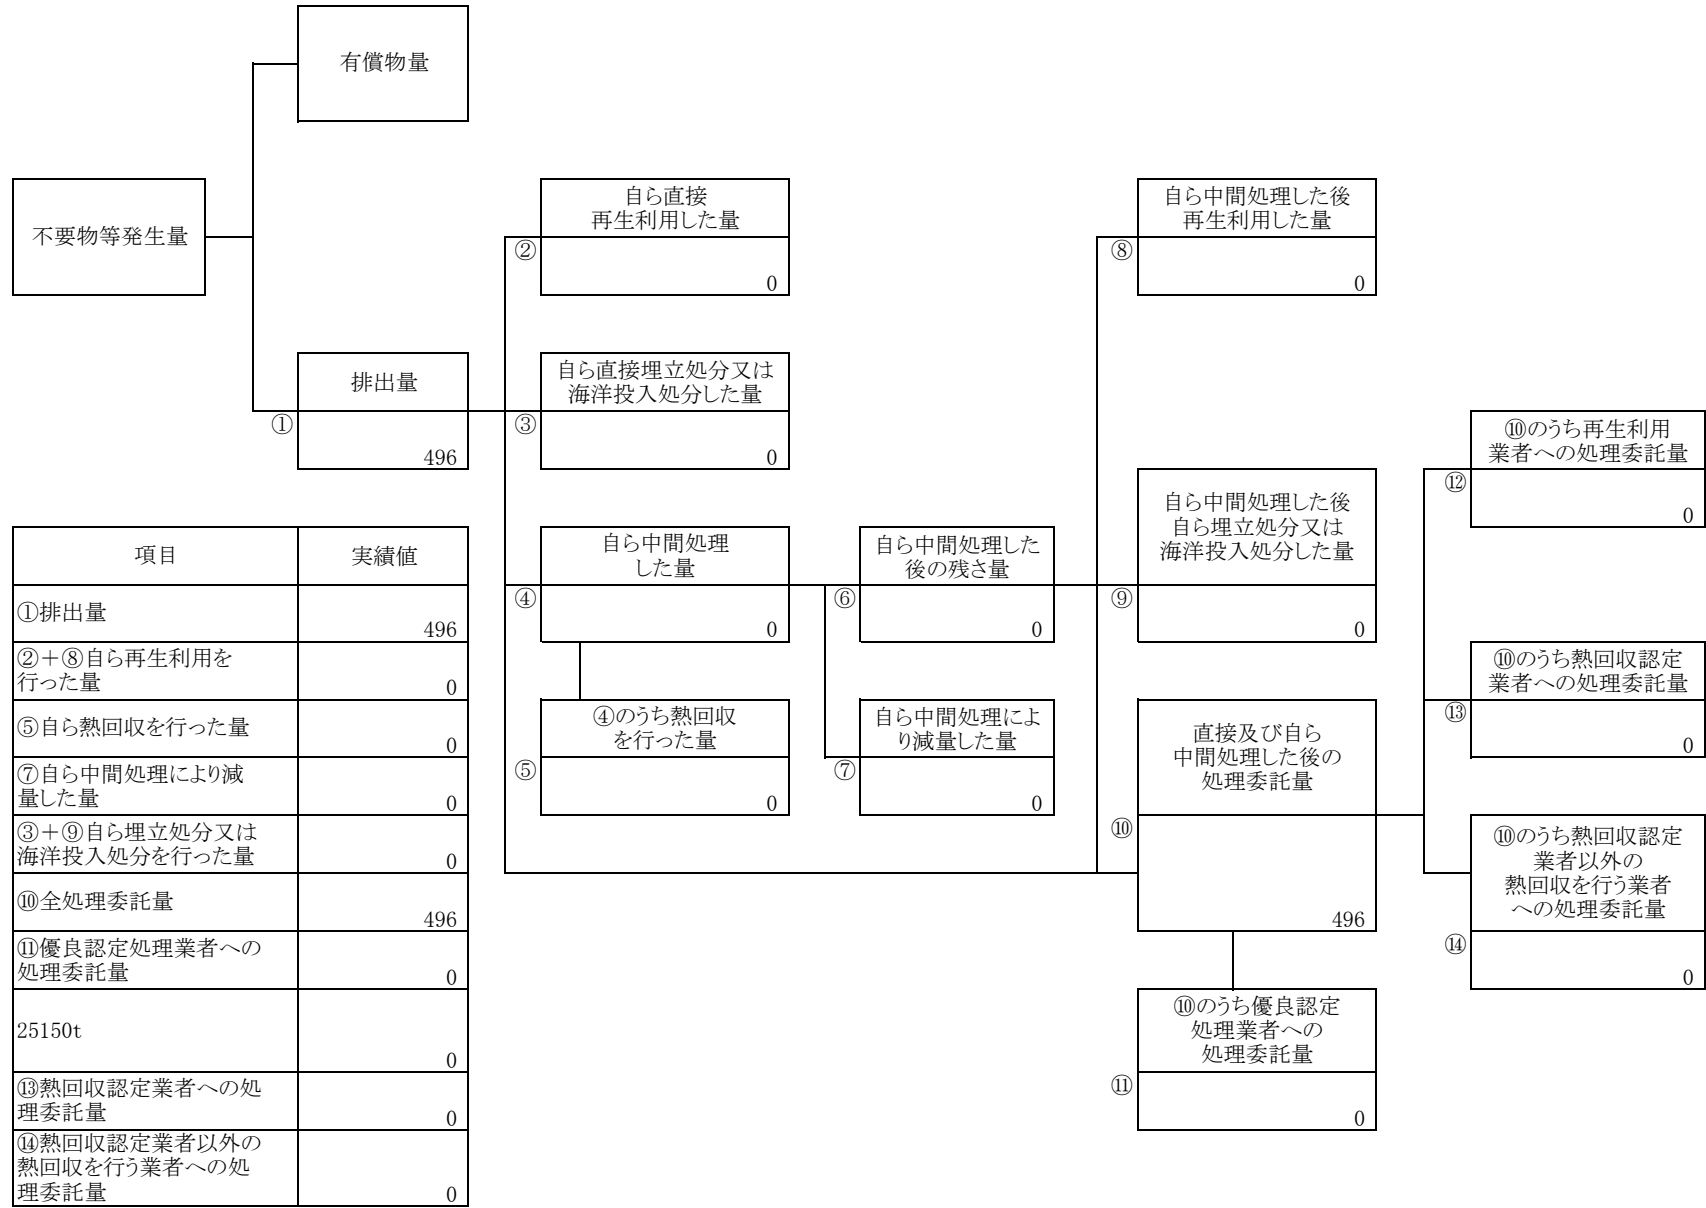 有償物量
不要物等発生量
自ら直接
再生利用した量
②
0
自ら中間処理した後
再生利用した量
⑧
0
排出量
①
496
自ら直接埋立処分又は
海洋投入処分した量
③
0
⑩のうち再生利用
業者への処理委託量
⑫
0
自ら中間処理
した量
④
0
自ら中間処理した
後の残さ量
⑥
0
自ら中間処理した後
自ら埋立処分又は
海洋投入処分した量
⑨
0
⑩のうち熱回収認定
業者への処理委託量
⑬
0
④のうち熱回収
を行った量
⑤
0
自ら中間処理によ
り減量した量
⑦
0
直接及び自ら
中間処理した後の
処理委託量
⑩
496
⑩のうち熱回収認定
業者以外の
熱回収を行う業者
への処理委託量
⑭
0
⑩のうち優良認定
処理業者への
処理委託量
⑪
0
項目 実績値
①排出量
496
②＋⑧自ら再生利用を
行った量 0
⑤自ら熱回収を行った量
0
⑦自ら中間処理により減
量した量 0
③＋⑨自ら埋立処分又は
海洋投入処分を行った量 0
⑩全処理委託量
496
⑪優良認定処理業者への
処理委託量 0
25150t
0
⑬熱回収認定業者への処
理委託量 0
⑭熱回収認定業者以外の
熱回収を行う業者への処
理委託量 0